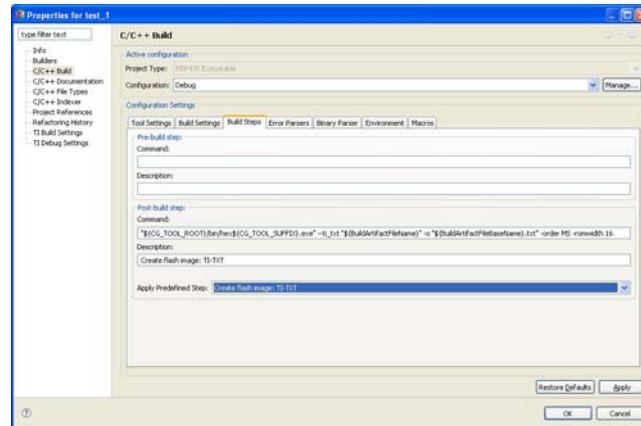 Properties for test_1
type filter text
Info
Builders
C/C++ Build
C/C++ Documentation
C/C++ File Types
C/C++ Indexer
Project References
Refactoring History
TI Build Settings
TI Debug Settings
C/C++ Build
Active configuration
Project Type: MSP430 Executable
Configuration: Debug
Manage...
Configuration Settings
Tool Settings Build Settings Build Steps Error Parsers Binary Parser Environment Macros
Pre-build step:
Command:
Description:
Post-build step:
Command:
"${CG_TOOL_ROOT}/bin/hex${CG_TOOL_SUFFIX}.exe" --ti_txt "${BuildArtifactFileName}" -o "${BuildArtifactFileBaseName}.txt" -order MS -romwidth 16
Description:
Create flash image: TI-TXT
Apply Predefined Step: Create flash image: TI-TXT
Restore Defaults Apply
? OK Cancel